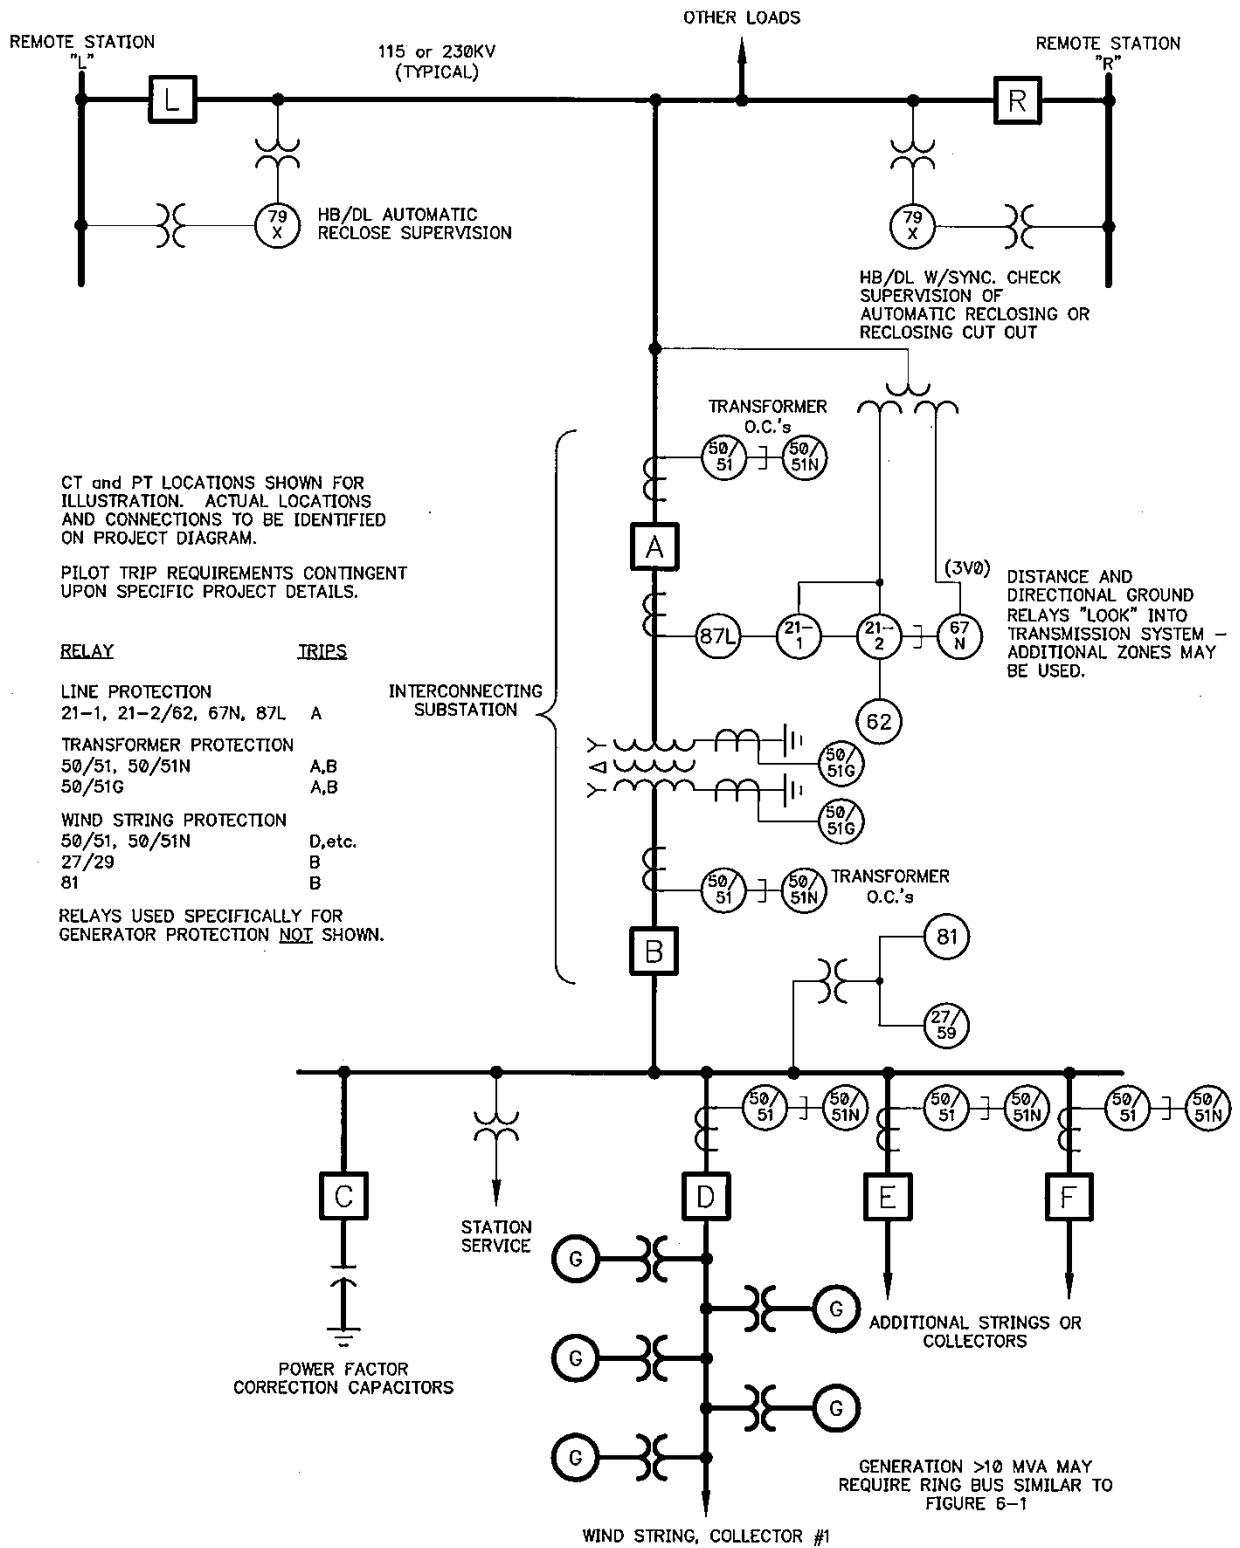 OTHER LOADS
REMOTE STATION
"L"
115 or 230KV
(TYPICAL)
REMOTE STATION
"R"
L
R
79
X
HB/DL AUTOMATIC
RECLOSE SUPERVISION
79
X
HB/DL W/SYNC. CHECK
SUPERVISION OF
AUTOMATIC RECLOSING OR
RECLOSING CUT OUT
TRANSFORMER
O.C.'s
50/
51
50/
51N
CT and PT LOCATIONS SHOWN FOR
ILLUSTRATION. ACTUAL LOCATIONS
AND CONNECTIONS TO BE IDENTIFIED
ON PROJECT DIAGRAM.
PILOT TRIP REQUIREMENTS CONTINGENT
UPON SPECIFIC PROJECT DETAILS.
A
(3VØ)
87L
21-
1
21-
2
67
N
62
DISTANCE AND
DIRECTIONAL GROUND
RELAYS "LOOK" INTO
TRANSMISSION SYSTEM -
ADDITIONAL ZONES MAY
BE USED.
RELAY TRIPS
LINE PROTECTION
21-1, 21-2/62, 67N, 87L A
TRANSFORMER PROTECTION
50/51, 50/51N A,B
50/51G A,B
WIND STRING PROTECTION
50/51, 50/51N D,etc.
27/29 B
81 B
RELAYS USED SPECIFICALLY FOR
GENERATOR PROTECTION NOT SHOWN.
INTERCONNECTING
SUBSTATION
50/
51G
50/
51G
50/
51
50/
51N
TRANSFORMER
O.C.'s
B
81
27/
59
50/
51
50/
51N
50/
51
50/
51N
50/
51
50/
51N
C
D
E
F
STATION
SERVICE
G
G
G
G
G
ADDITIONAL STRINGS OR
COLLECTORS
POWER FACTOR
CORRECTION CAPACITORS
GENERATION >10 MVA MAY
REQUIRE RING BUS SIMILAR TO
FIGURE 6-1
WIND STRING, COLLECTOR #1